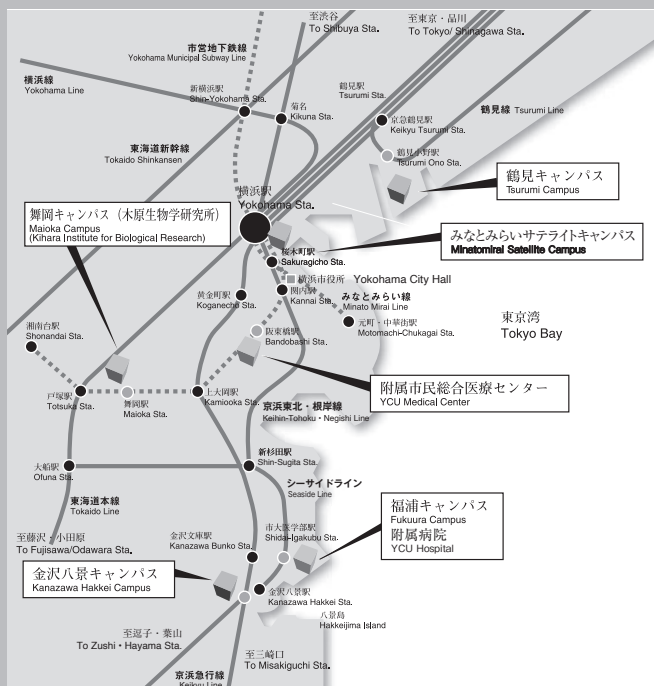 至渋谷
To Shibuya Sta.
至東京・品川
To Tokyo/ Shinagawa Sta.
市営地下鉄線
Yokohama Municipal Subway Line
横浜線
Yokohama Line
新横浜駅
Shin-Yokohama Sta.
菊名
Kikuna Sta.
鶴見駅
Tsurumi Sta.
京急鶴見駅
Keikyu Tsurumi Sta.
鶴見線 Tsurumi Line
東海道新幹線
Tokaido Shinkansen
鶴見小野駅
Tsurumi Ono Sta.
鶴見キャンパス
Tsurumi Campus
横浜駅
Yokohama Sta.
舞岡キャンパス（木原生物学研究所）
Maioka Campus
(Kihara Institute for Biological Research)
みなとみらいサテライトキャンパス
Minatomirai Satellite Campus
桜木町駅
Sakuragicho Sta.
横浜市役所 Yokohama City Hall
関内駅
Kannai Sta.
黄金町駅
Koganecho Sta.
みなとみらい線
Minato Mirai Line
元町・中華街駅
Motomachi-Chukagai Sta.
東京湾
Tokyo Bay
湘南台駅
Shonandai Sta.
阪東橋駅
Bandobashi Sta.
附属市民総合医療センター
YCU Medical Center
戸塚駅
Totsuka Sta.
舞岡駅
Maioka Sta.
上大岡駅
Kamiooka Sta.
京浜東北・根岸線
Keihin-Tohoku・Negishi Line
大船駅
Ofuna Sta.
新杉田駅
Shin-Sugita Sta.
シーサイドライン
Seaside Line
東海道本線
Tokaido Line
福浦キャンパス
Fukuura Campus
附属病院
YCU Hospital
市大医学部駅
Shidai-Igakubu Sta.
至藤沢・小田原
To Fujisawa/Odawara Sta.
金沢文庫駅
Kanazawa Bunko Sta.
金沢八景キャンパス
Kanazawa Hakkei Campus
金沢八景駅
Kanazawa Hakkei Sta.
八景島
Hakkeijima Island
至逗子・葉山
To Zushi・Hayama Sta.
至三崎口
To Misakiguchi Sta.
京浜急行線
Keikyu Line